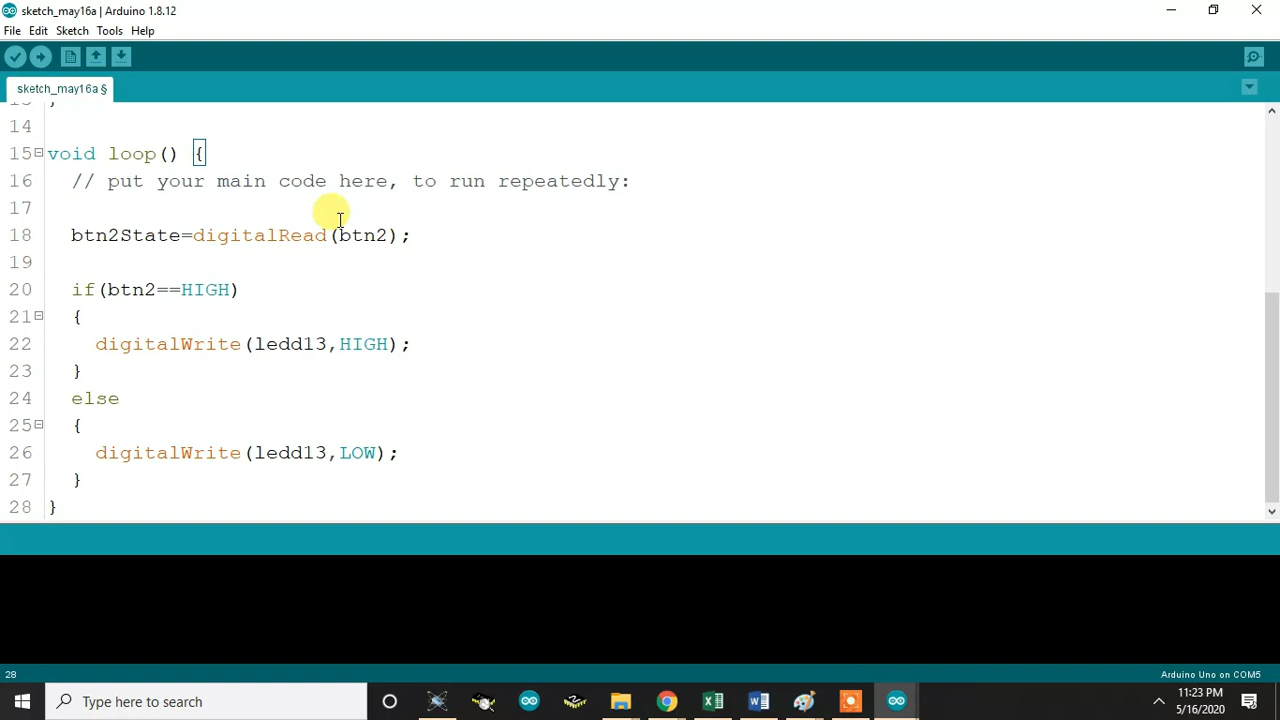 sketch_may16a | Arduino 1.8.12
File Edit Sketch Tools Help
sketch_may16a §
14
15 void loop() {
16 // put your main code here, to run repeatedly:
17
18 btn2State=digitalRead(btn2);
19
20 if(btn2==HIGH)
21 {
22 digitalWrite(ledd13,HIGH);
23 }
24 else
25 {
26 digitalWrite(ledd13,LOW);
27 }
28 }
28 Arduino Uno on COM5
Type here to search
11:23 PM
5/16/2020